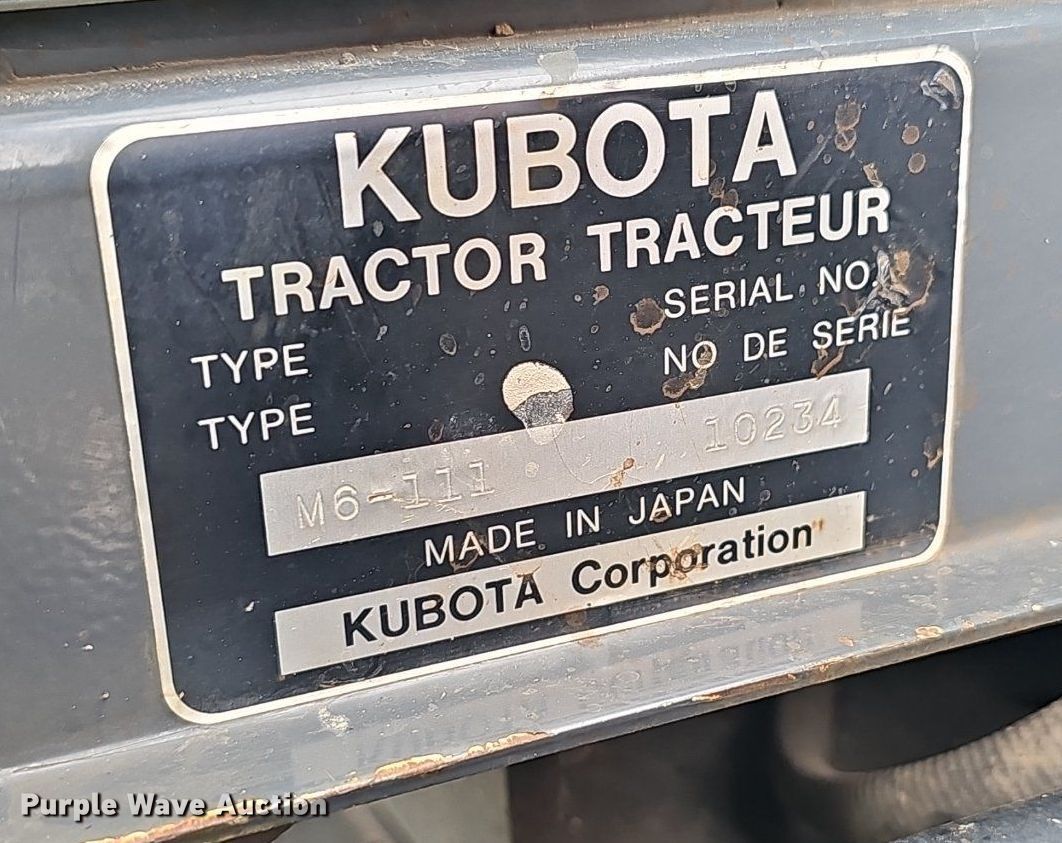 KUBOTA
TRACTOR TRACTEUR
TYPE SERIAL NO.
TYPE NO DE SERIE
M6-111 10234
MADE IN JAPAN
KUBOTA Corporation
Purple Wave Auction